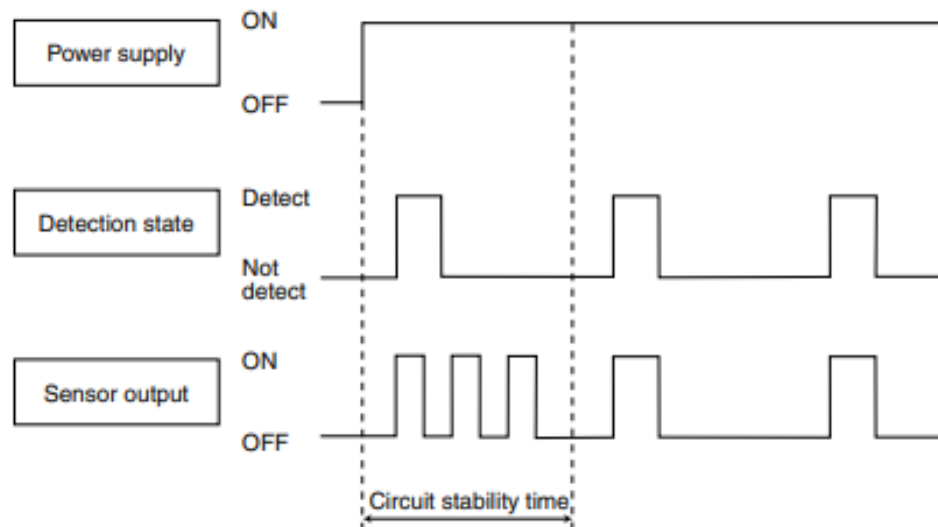 ON
Power supply
OFF
Detect
Detection state
Not
detect
ON
Sensor output
OFF
Circuit stability time